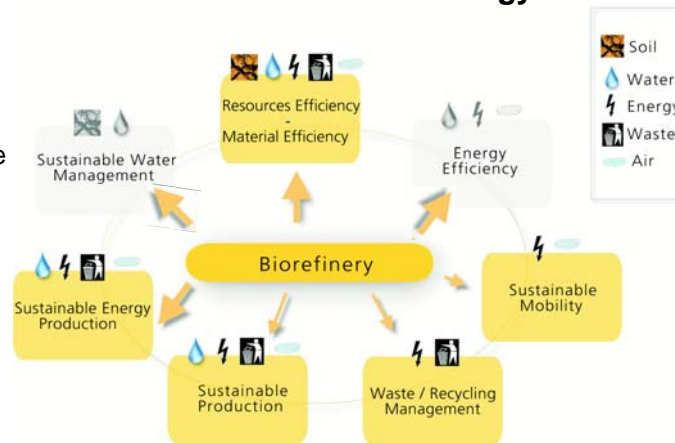 gy
Soil
Water
Energy
Waste
Air
Resources Efficiency
-
Material Efficiency
Sustainable Water
Management
Energy
Efficiency
e
Biorefinery
Sustainable Energy
Production
Sustainable
Mobility
Sustainable
Production
Waste / Recycling
Management